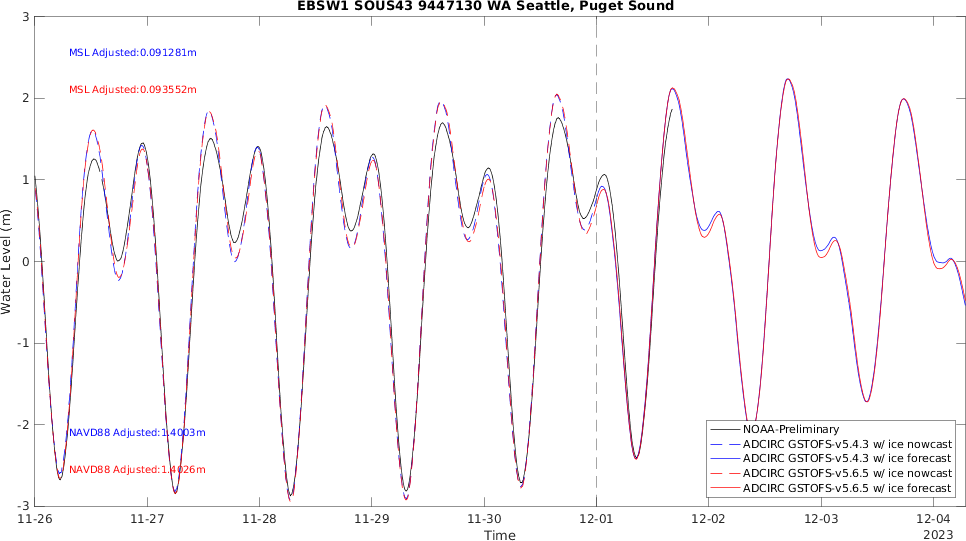 EBSW1 SOUS43 9447130 WA Seattle, Puget Sound
3
MSL Adjusted:0.091281m
MSL Adjusted:0.093552m
2
1
0
-1
-2
-3
Water Level (m)
NAVD88 Adjusted:1.4003m
NAVD88 Adjusted:1.4026m
NOAA-Preliminary
ADCIRC GSTOFS-v5.4.3 w/ ice nowcast
ADCIRC GSTOFS-v5.4.3 w/ ice forecast
ADCIRC GSTOFS-v5.6.5 w/ ice nowcast
ADCIRC GSTOFS-v5.6.5 w/ ice forecast
11-26 11-27 11-28 11-29 11-30 12-01 12-02 12-03 12-04
Time
2023